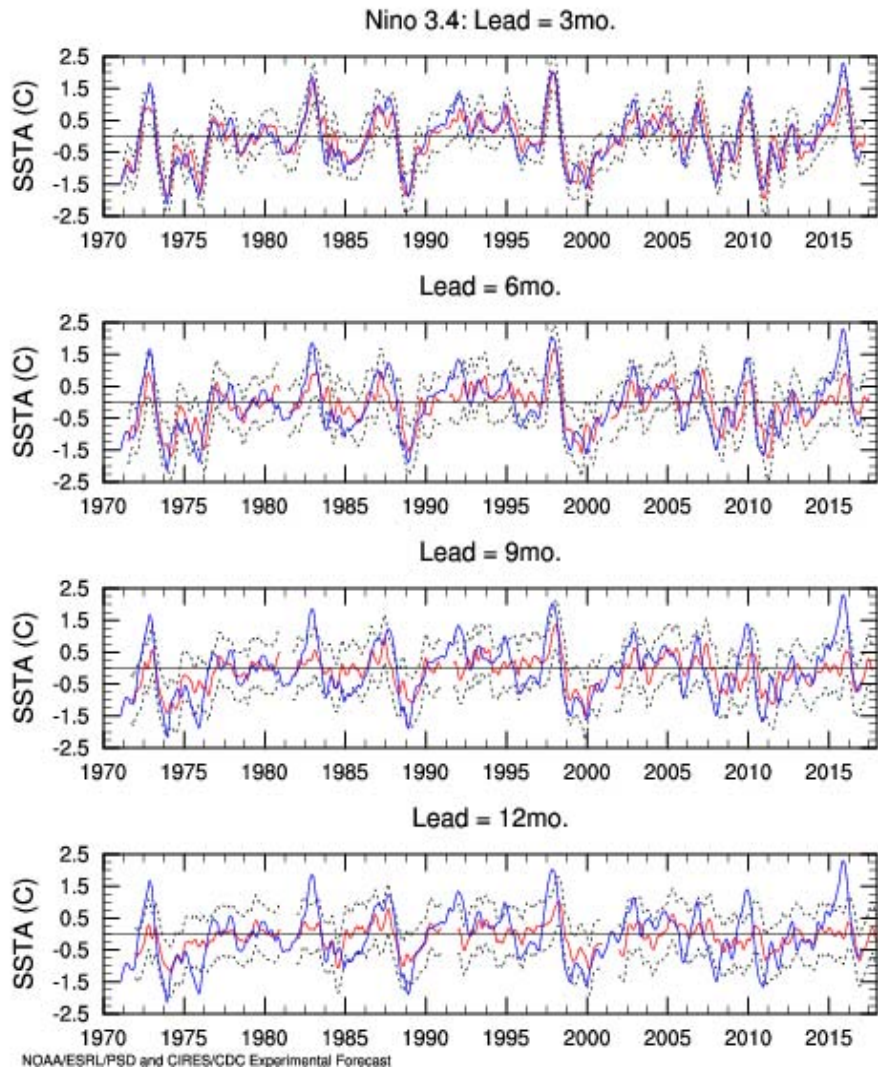 Nino 3.4: Lead = 3mo.
2.5
1.5
0.5
-0.5
-1.5
-2.5
SSTA (C)
1970 1975 1980 1985 1990 1995 2000 2005 2010 2015
Lead = 6mo.
2.5
1.5
0.5
-0.5
-1.5
-2.5
SSTA (C)
1970 1975 1980 1985 1990 1995 2000 2005 2010 2015
Lead = 9mo.
2.5
1.5
0.5
-0.5
-1.5
-2.5
SSTA (C)
1970 1975 1980 1985 1990 1995 2000 2005 2010 2015
Lead = 12mo.
2.5
1.5
0.5
-0.5
-1.5
-2.5
SSTA (C)
1970 1975 1980 1985 1990 1995 2000 2005 2010 2015
NOAA/ESRL/PSD and CIRES/CDC Experimental Forecast